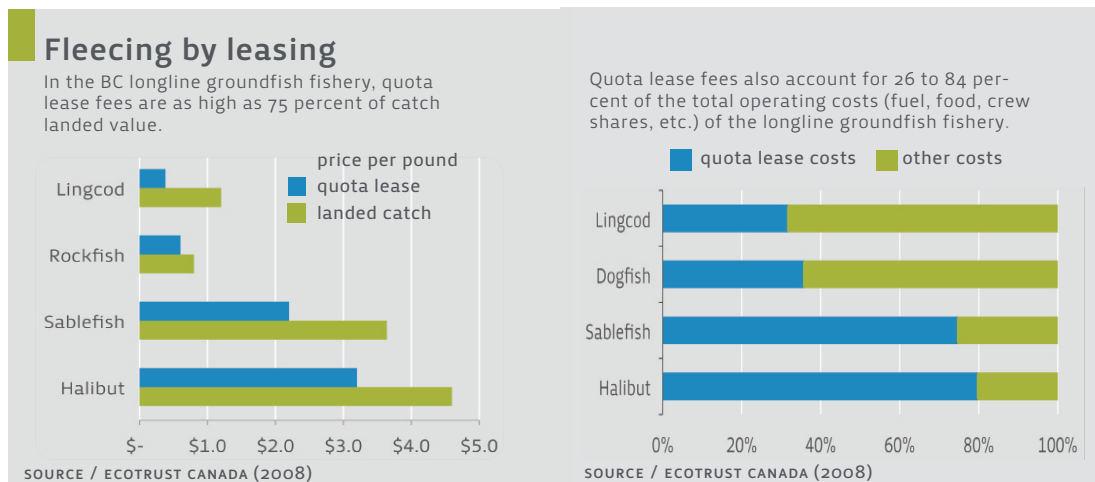 Fleecing by leasing
In the BC longline groundfish fishery, quota
lease fees are as high as 75 percent of catch
landed value.
price per pound
quota lease
landed catch
Lingcod
Rockfish
Sablefish
Halibut
$-
$1.0
$2.0
$3.0
$4.0
$5.0
SOURCE / ECOTRUST CANADA (2008)
Quota lease fees also account for 26 to 84 per-
cent of the total operating costs (fuel, food, crew
shares, etc.) of the longline groundfish fishery.
quota lease costs
other costs
Lingcod
Dogfish
Sablefish
Halibut
0%
20%
40%
60%
80%
100%
SOURCE / ECOTRUST CANADA (2008)